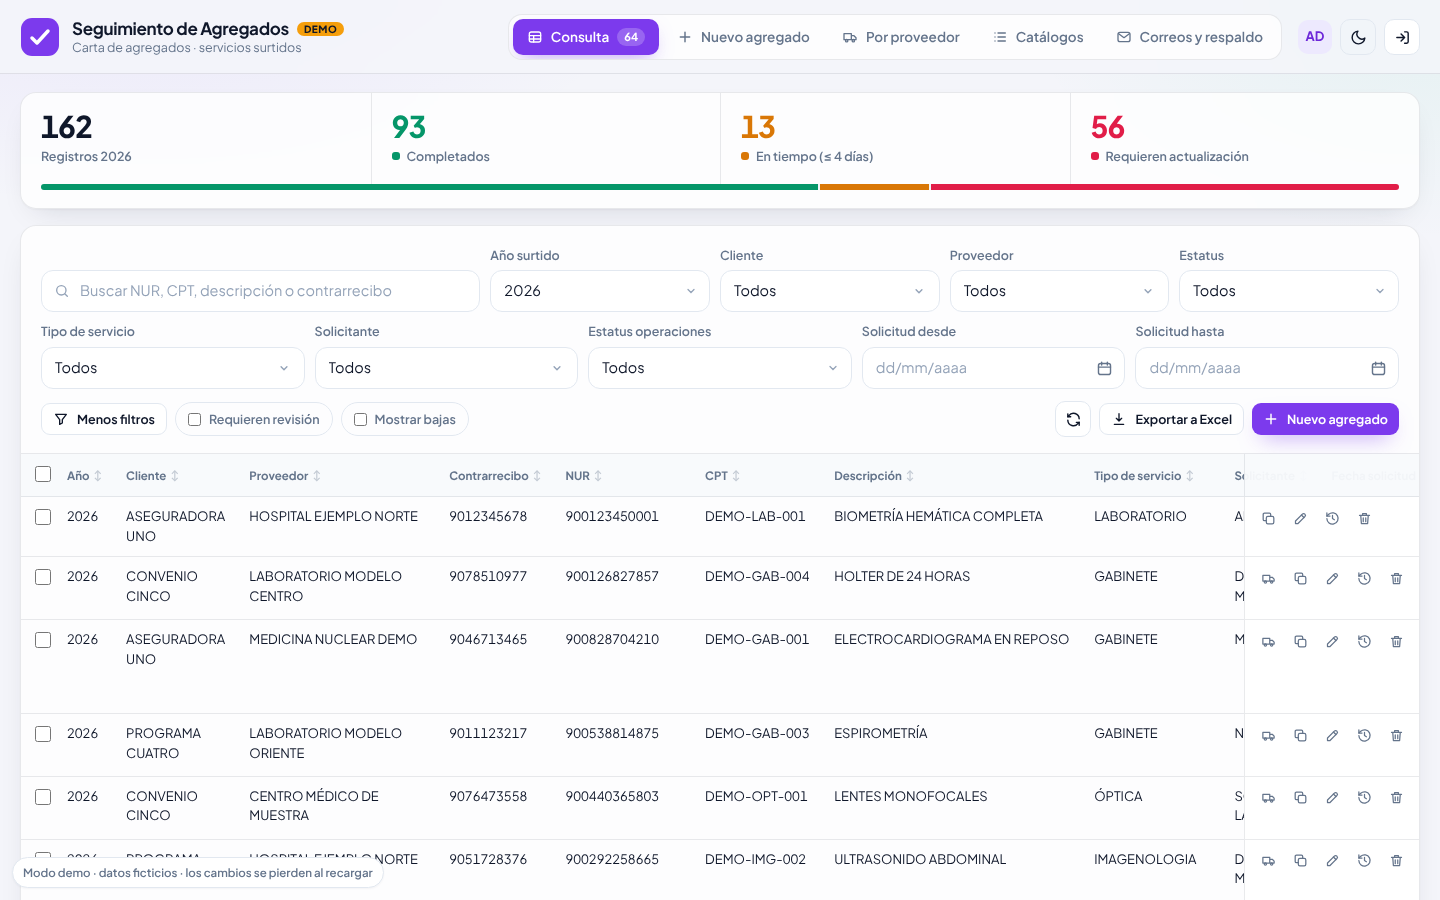 Seguimiento de Agregados DEMO
Carta de agregados · servicios surtidos
Consulta 64
Nuevo agregado
Por proveedor
Catálogos
Correos y respaldo
AD
162
Registros 2026
93
Completados
13
En tiempo (≤ 4 días)
56
Requieren actualización
Año surtido
Cliente
Proveedor
Estatus
Buscar NUR, CPT, descripción o contrarrecibo
2026
Todos
Todos
Todos
Tipo de servicio
Solicitante
Estatus operaciones
Solicitud desde
Solicitud hasta
Todos
Todos
Todos
dd/mm/aaaa
dd/mm/aaaa
Menos filtros
Requieren revisión
Mostrar bajas
Exportar a Excel
Nuevo agregado
Año Cliente Proveedor Contrarrecibo NUR CPT Descripción Tipo de servicio Solicitante Fecha solicitud
2026 ASEGURADORA HOSPITAL EJEMPLO NORTE 9012345678 900123450001 DEMO-LAB-001 BIOMETRÍA HEMÁTICA COMPLETA LABORATORIO
UNO
2026 CONVENIO LABORATORIO MODELO 9078510977 900126827857 DEMO-GAB-004 HOLTER DE 24 HORAS GABINETE
CINCO CENTRO
2026 ASEGURADORA MEDICINA NUCLEAR DEMO 9046713465 900828704210 DEMO-GAB-001 ELECTROCARDIOGRAMA EN REPOSO GABINETE
UNO
2026 PROGRAMA LABORATORIO MODELO 9011123217 900538814875 DEMO-GAB-003 ESPIROMETRÍA GABINETE
CUATRO ORIENTE
2026 CONVENIO CENTRO MÉDICO DE 9076473558 900440365803 DEMO-OPT-001 LENTES MONOFOCALES ÓPTICA
CINCO MUESTRA
2026 PROGRAMA HOSPITAL EJEMPLO NORTE 9051728376 900292258665 DEMO-IMG-002 ULTRASONIDO ABDOMINAL IMAGENOLOGIA
Modo demo · datos ficticios · los cambios se pierden al recargar